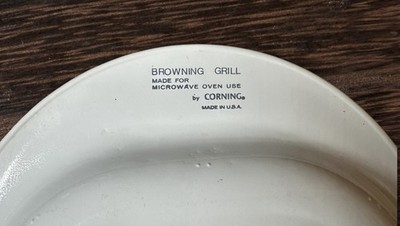 BROWNING GRILL
MADE FOR
MICROWAVE OVEN USE
by CORNING®
MADE IN U.S.A.